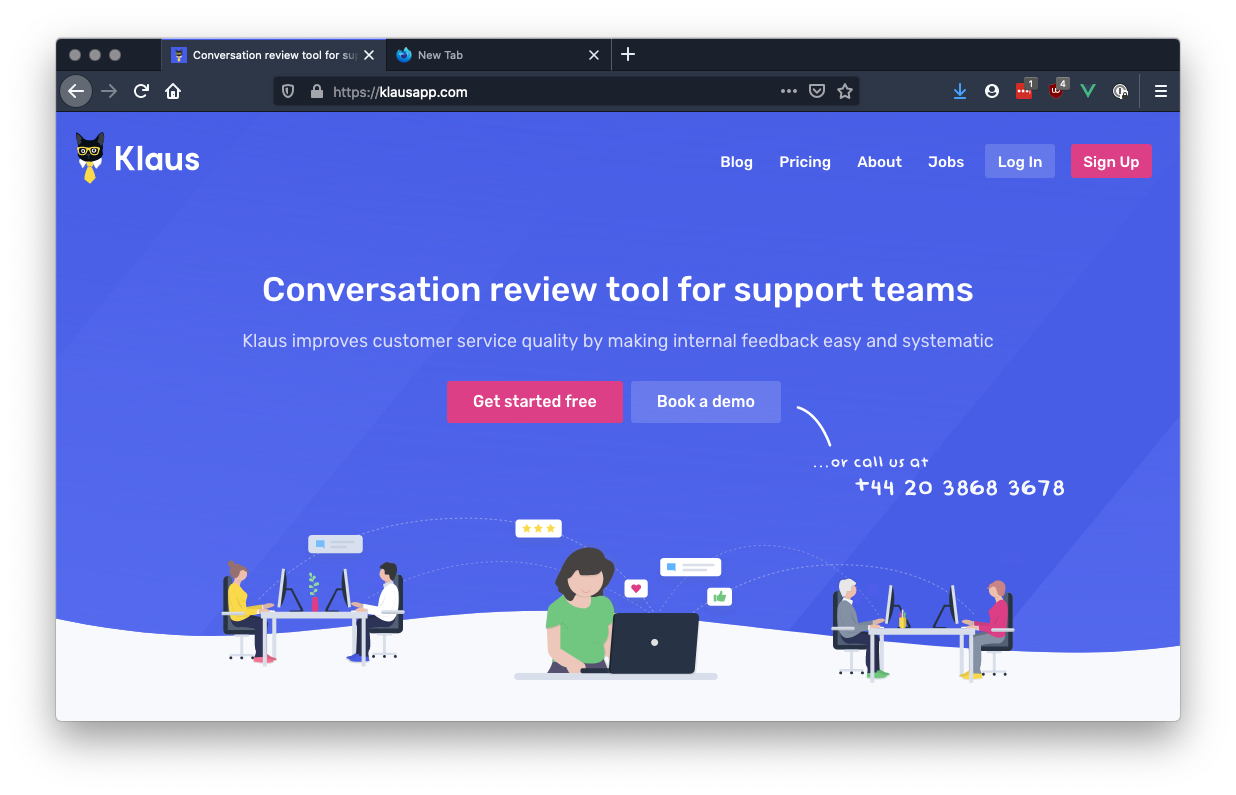 Conversation review tool for sup
New Tab
https://klausapp.com
1
4
Klaus
Blog
Pricing
About
Jobs
Log In
Sign Up
Conversation review tool for support teams
Klaus improves customer service quality by making internal feedback easy and systematic
Get started free
Book a demo
...or call us at
+44 20 3868 3678